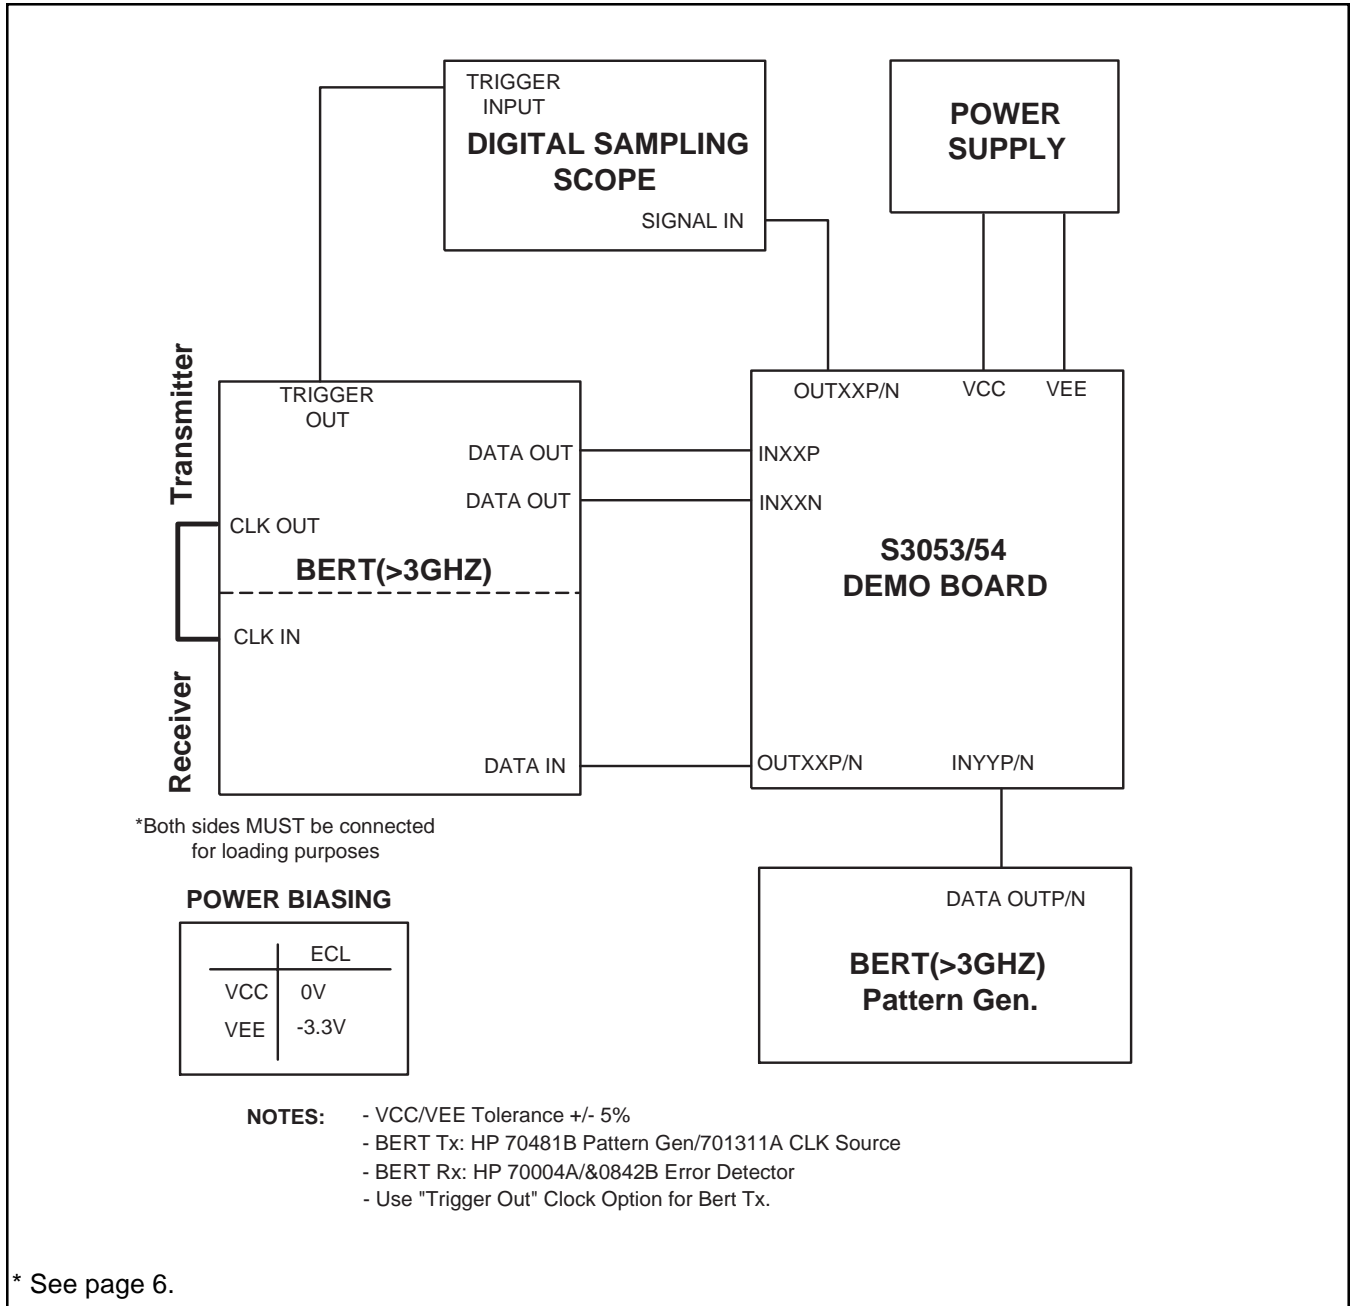 TRIGGER
INPUT
DIGITAL SAMPLING
SCOPE
SIGNAL IN
POWER
SUPPLY
Transmitter
Receiver
TRIGGER
OUT
DATA OUT
DATA OUT
CLK OUT
BERT(>3GHZ)
CLK IN
DATA IN
OUTXXP/N
VCC
VEE
INXXP
INXXN
S3053/54
DEMO BOARD
OUTXXP/N
INYYP/N
*Both sides MUST be connected
for loading purposes
POWER BIASING
ECL
VCC 0V
VEE -3.3V
DATA OUTP/N
BERT(>3GHZ)
Pattern Gen.
NOTES: - VCC/VEE Tolerance +/- 5%
- BERT Tx: HP 70481B Pattern Gen/701311A CLK Source
- BERT Rx: HP 70004A/&0842B Error Detector
- Use "Trigger Out" Clock Option for Bert Tx.
* See page 6.